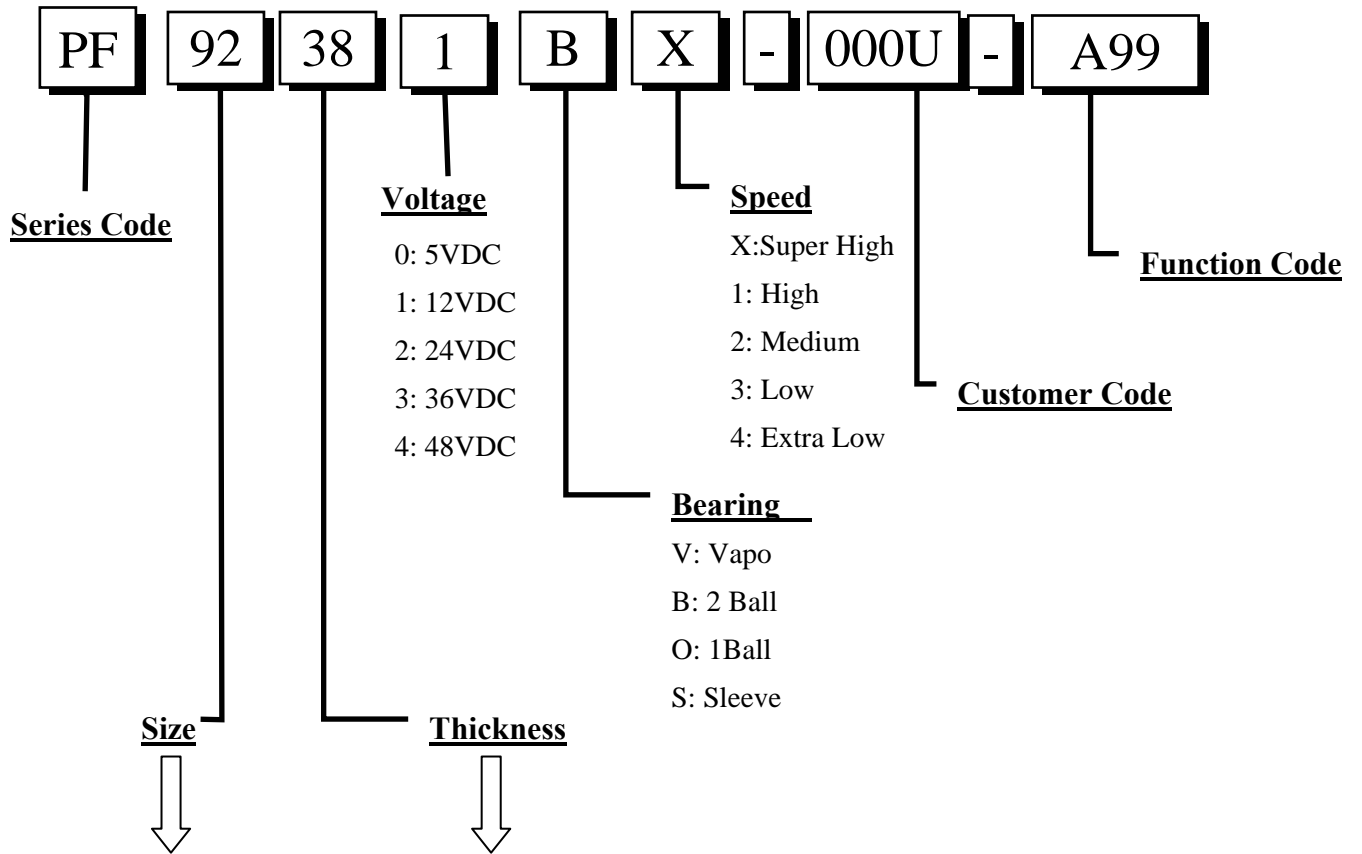 PF 92 38 1 B X - 000U - A99
Series Code
Voltage
0: 5VDC
1: 12VDC
2: 24VDC
3: 36VDC
4: 48VDC
Speed
X:Super High
1: High
2: Medium
3: Low
4: Extra Low
Function Code
Customer Code
Bearing
V: Vapo
B: 2 Ball
O: 1Ball
S: Sleeve
Size
Thickness